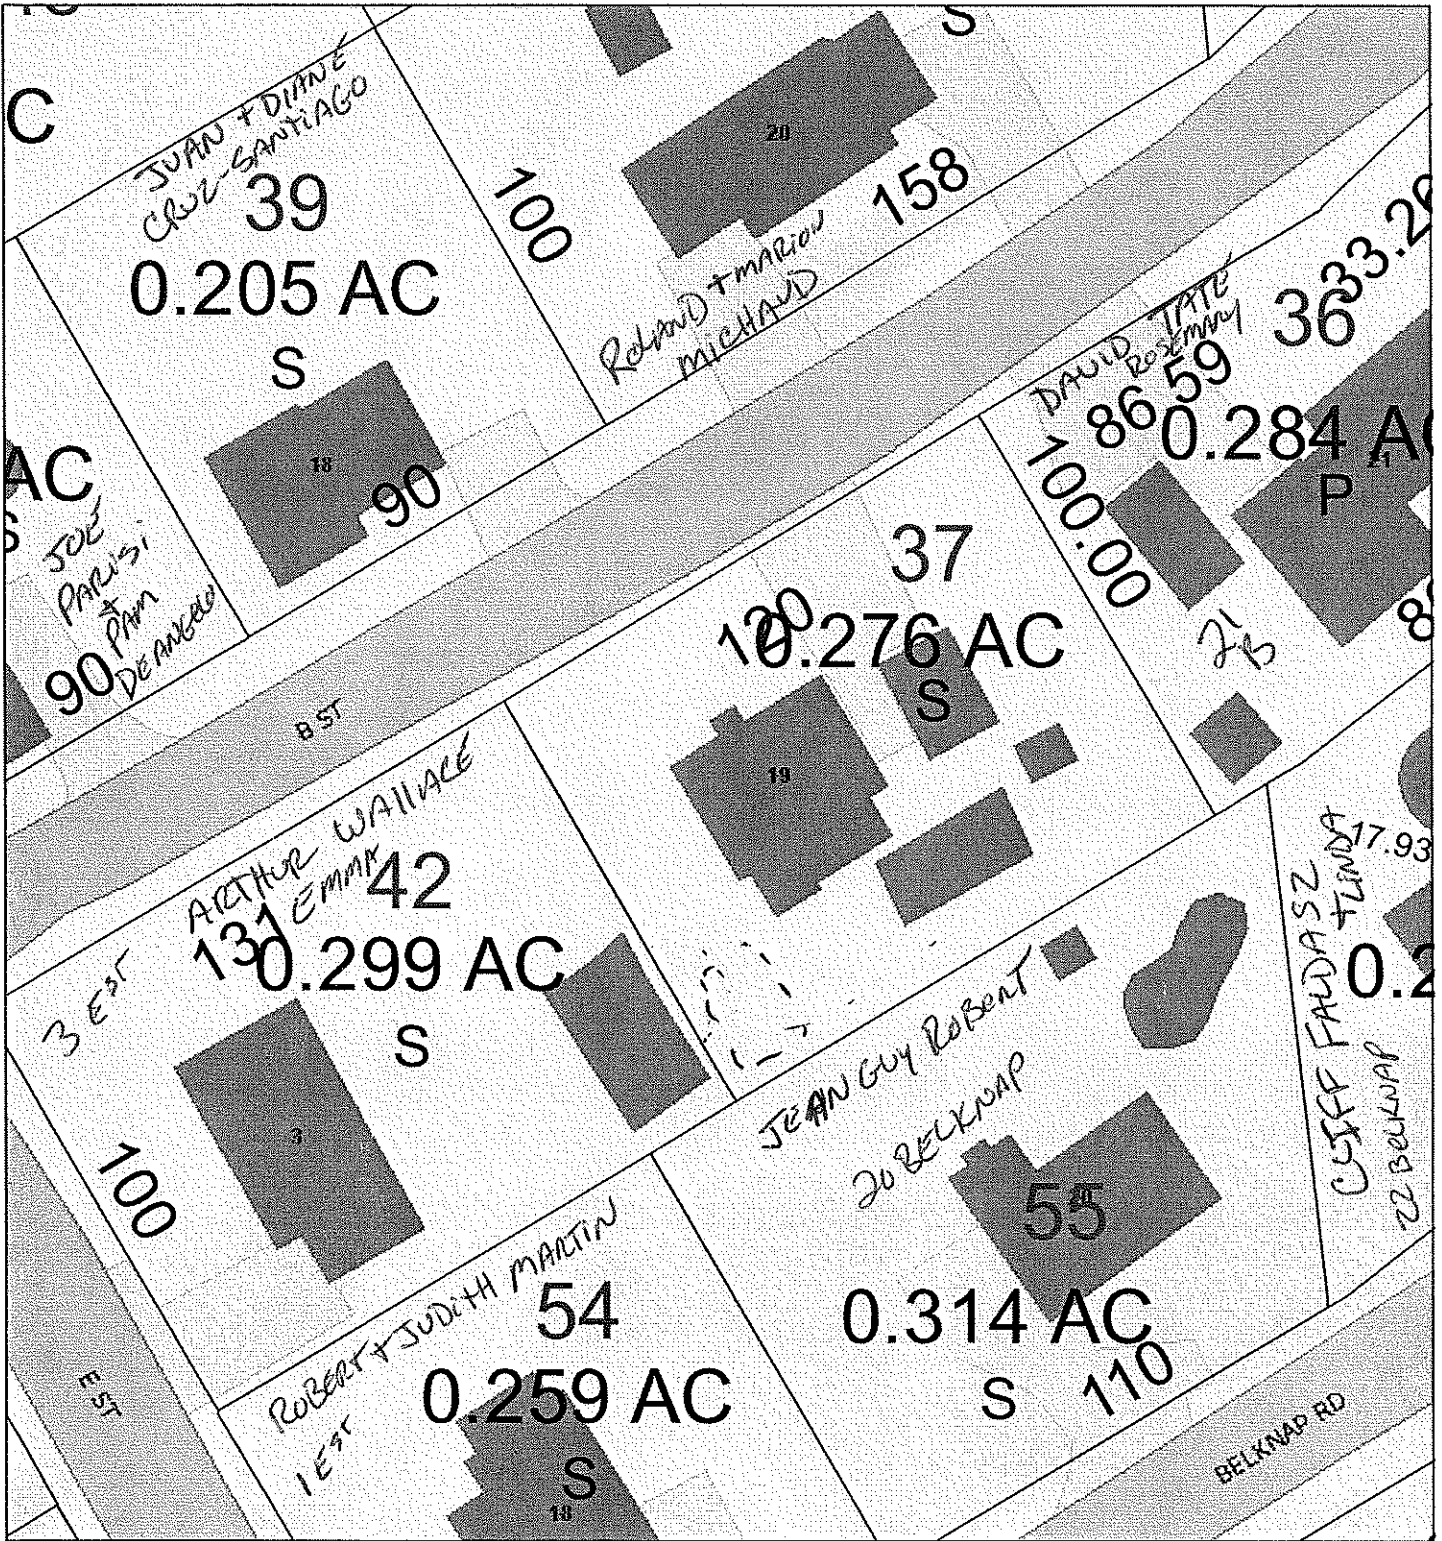 C
S
JUAN + DIANE
CRUZ-SANTIAGO
39
0.205 AC
S
18
90
100
20
158
ROLAND + MARION
MICHAUD
33.26
DAVID TATE
ROSEMARY
36
86 59
0.284 AC
P
21
100.00
21
B
AC
S
JOE
PARISI
+
PAM
DEANGELO
90
B ST
37
120
0.276 AC
S
19
ARTHUR WALLACE
EMMA
42
131
0.299 AC
S
3 E ST
3
100
JEAN GUY ROBERT
20 BELKNAP
55
20
0.314 AC
S
110
17.93
CLIFF FALDASZ
+ LINDA
22 BELKNAP
0.2
ROBERT + JUDITH MARTIN
1 E ST
54
0.259 AC
S
18
E ST
BELKNAP RD